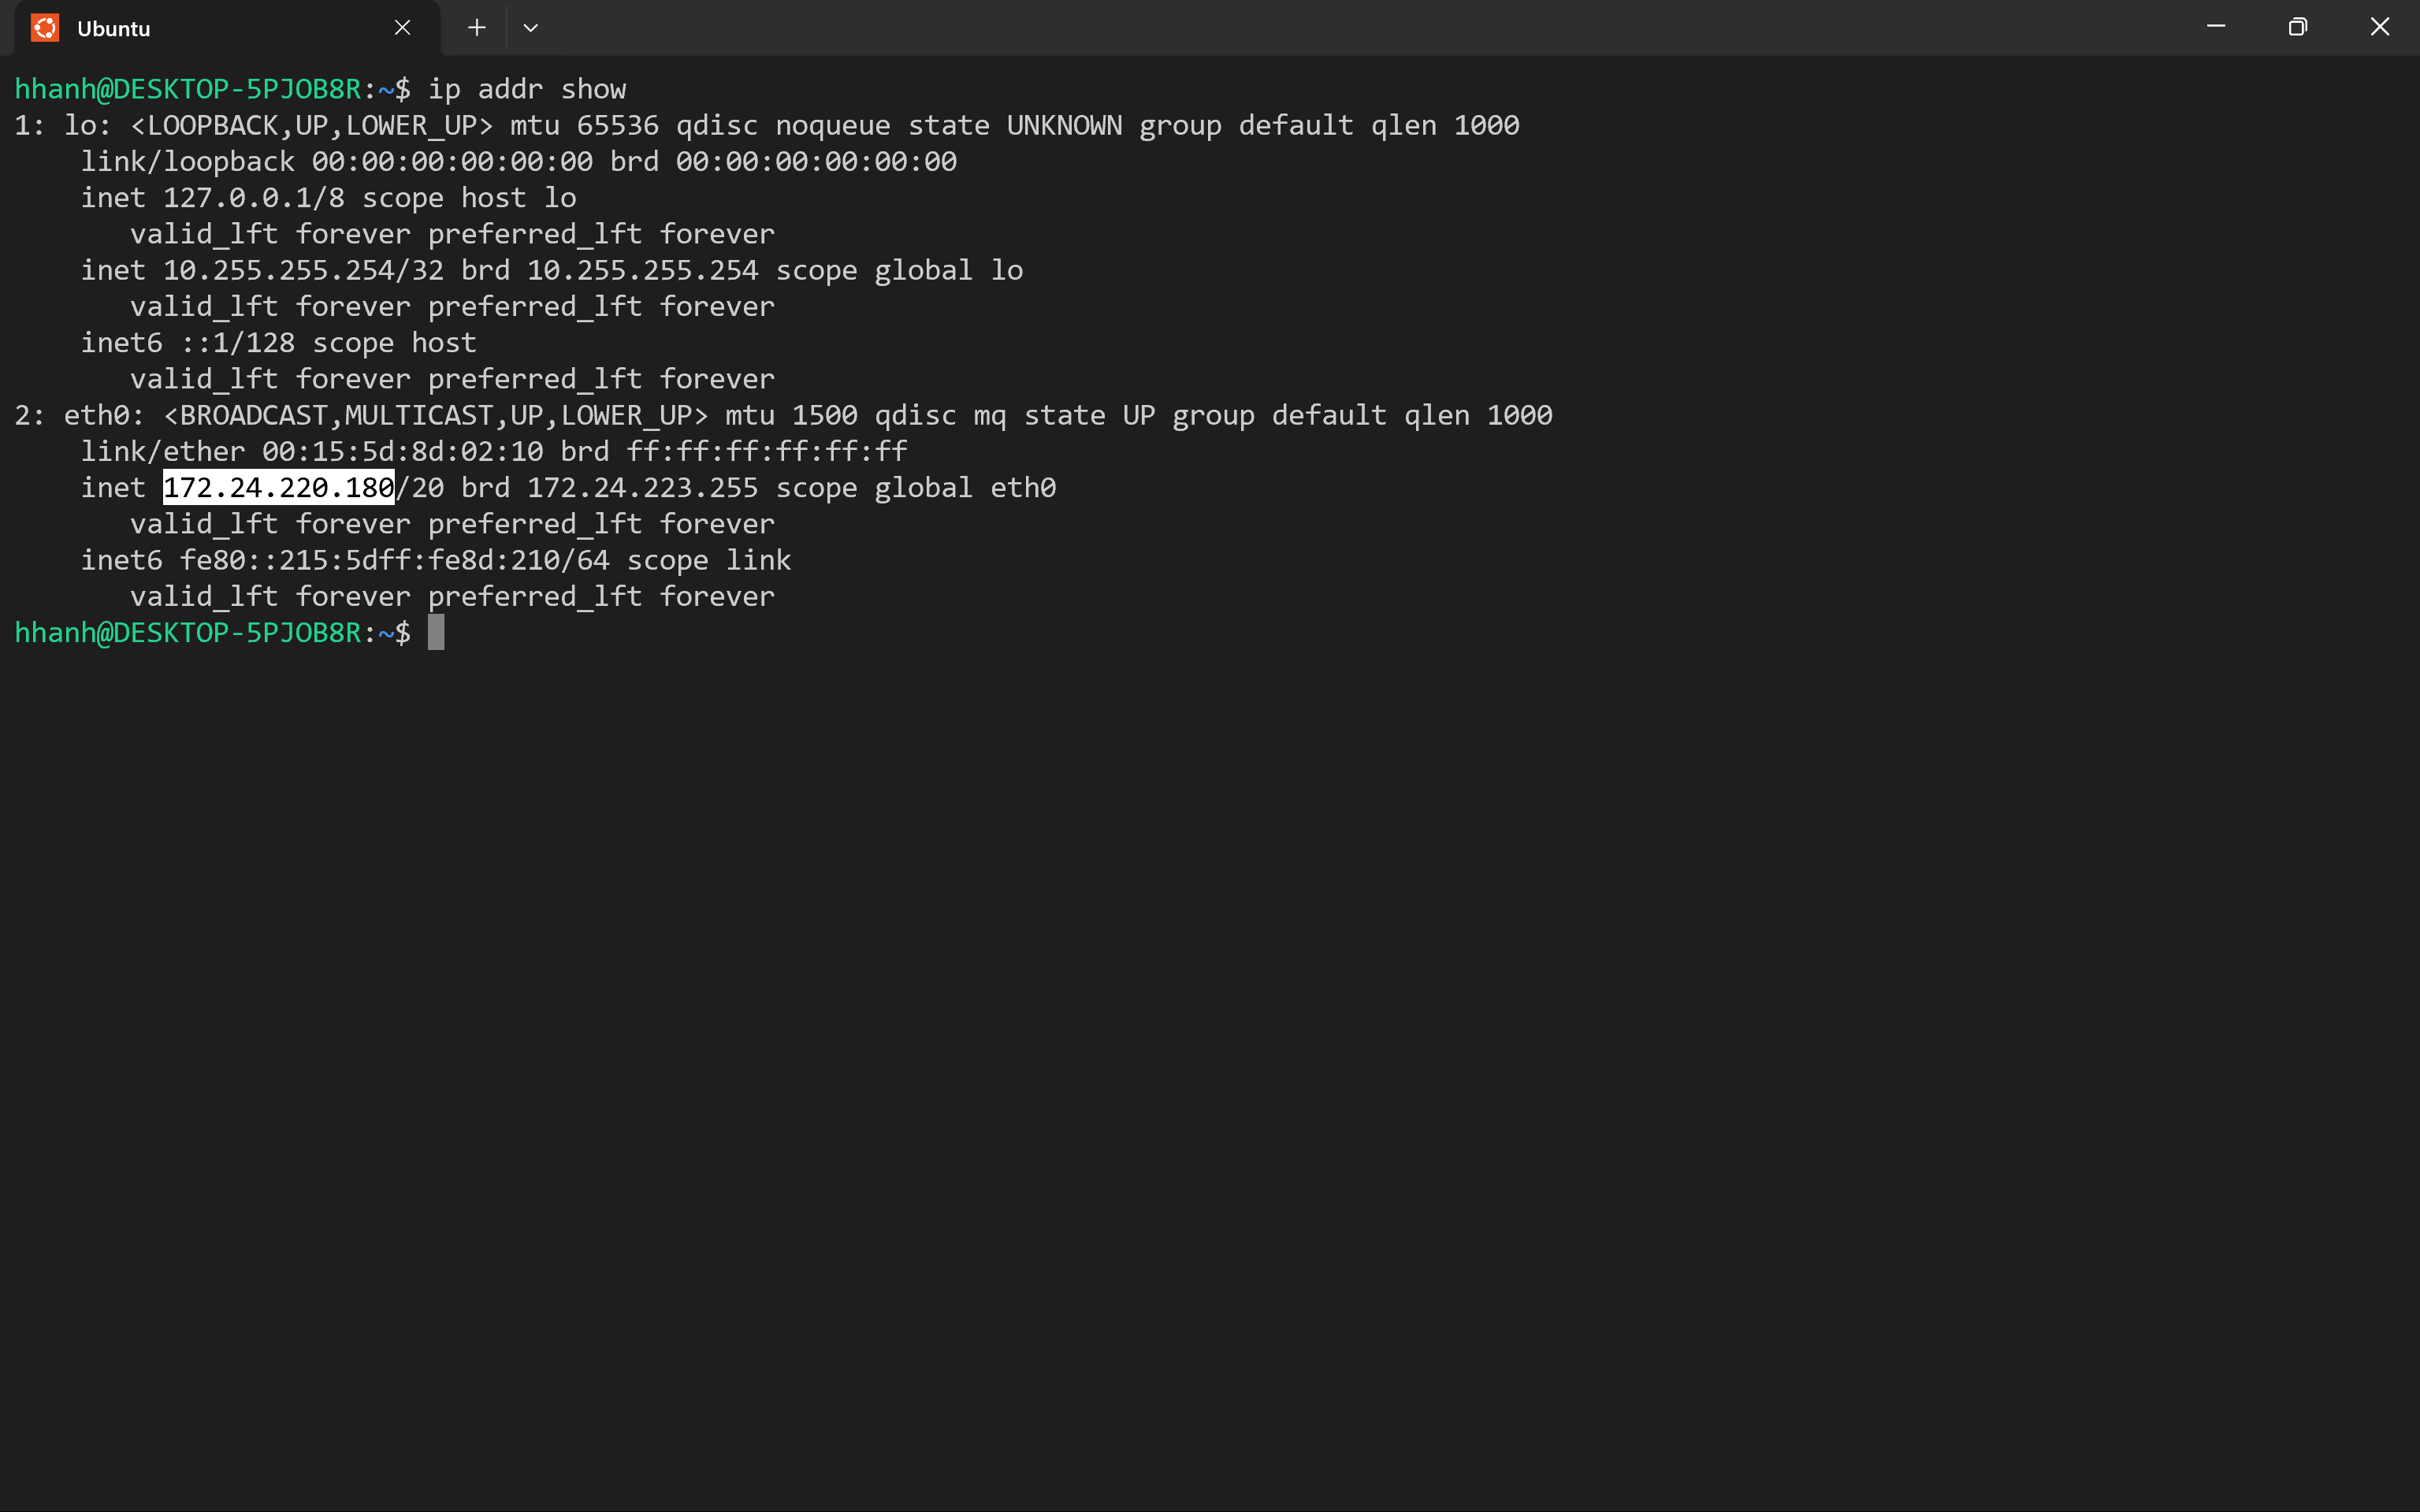 Ubuntu
hhanh@DESKTOP-5PJOB8R:~$ ip addr show
1: lo: <LOOPBACK,UP,LOWER_UP> mtu 65536 qdisc noqueue state UNKNOWN group default qlen 1000
    link/loopback 00:00:00:00:00:00 brd 00:00:00:00:00:00
    inet 127.0.0.1/8 scope host lo
       valid_lft forever preferred_lft forever
    inet 10.255.255.254/32 brd 10.255.255.254 scope global lo
       valid_lft forever preferred_lft forever
    inet6 ::1/128 scope host
       valid_lft forever preferred_lft forever
2: eth0: <BROADCAST,MULTICAST,UP,LOWER_UP> mtu 1500 qdisc mq state UP group default qlen 1000
    link/ether 00:15:5d:8d:02:10 brd ff:ff:ff:ff:ff:ff
    inet 172.24.220.180/20 brd 172.24.223.255 scope global eth0
       valid_lft forever preferred_lft forever
    inet6 fe80::215:5dff:fe8d:210/64 scope link
       valid_lft forever preferred_lft forever
hhanh@DESKTOP-5PJOB8R:~$